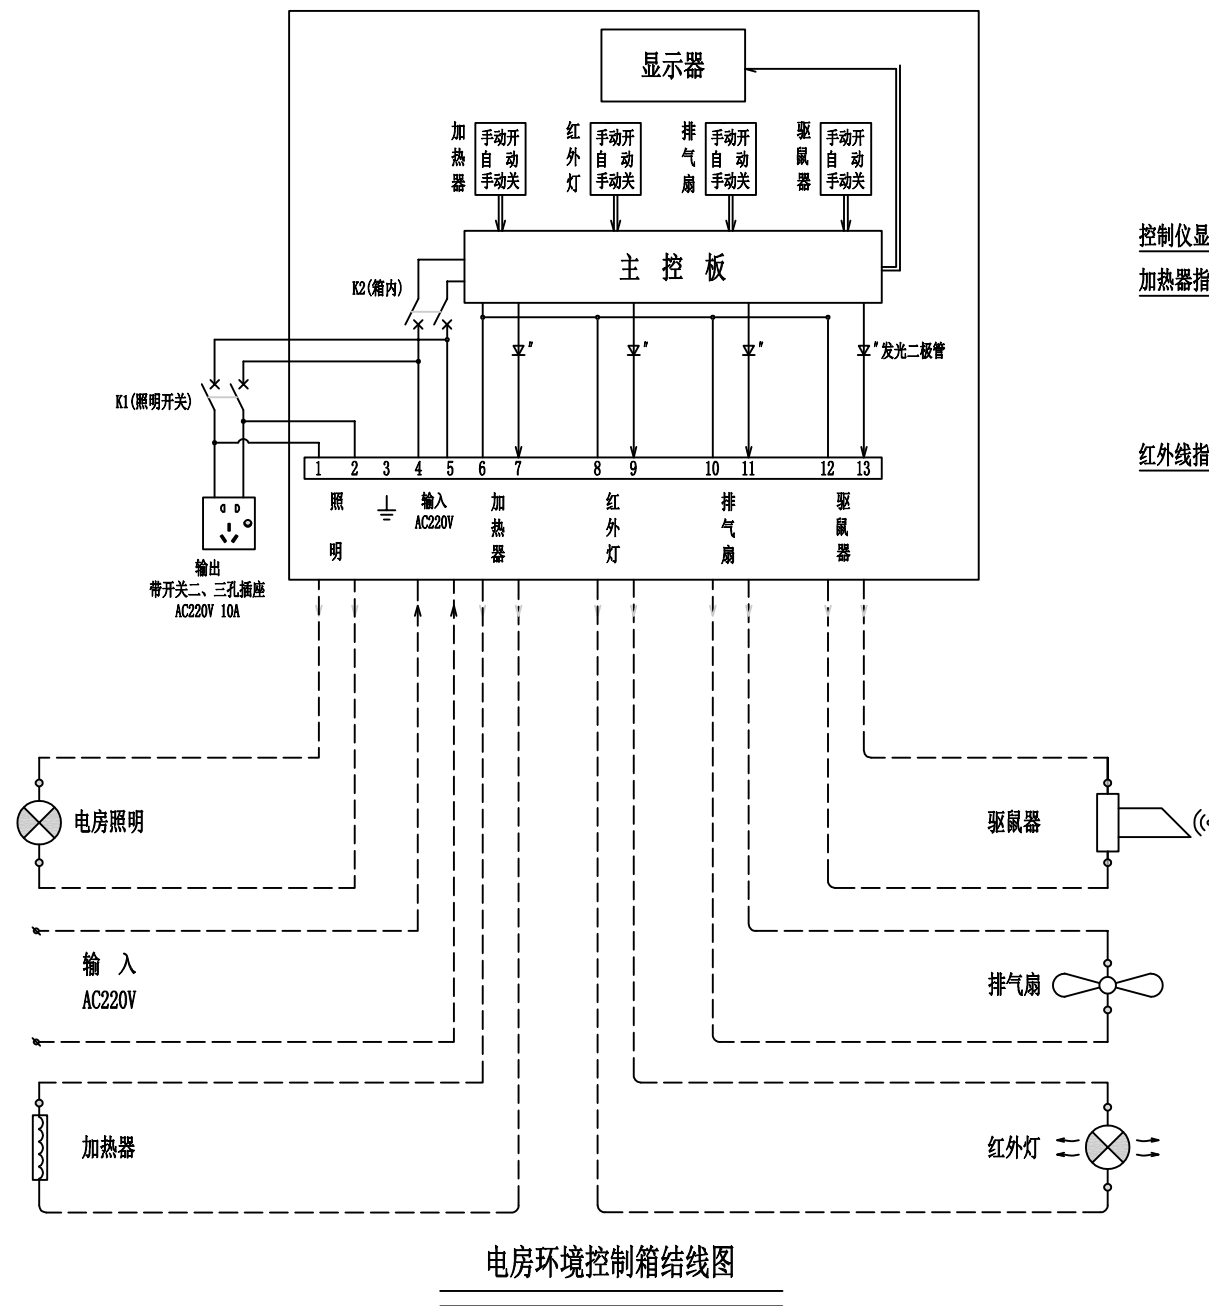 显示器
加热器
手动开
自 动
手动关
红外灯
手动开
自 动
手动关
排气扇
手动开
自 动
手动关
驱鼠器
手动开
自 动
手动关
控制仪显
加热器指
主 控 板
K2(箱内)
" " " " 发光二极管
K1(照明开关)
红外线指
1 2 3 4 5 6 7 8 9 10 11 12 13
照明
输入
AC220V
加热器
红外灯
排气扇
驱鼠器
输出
带开关二、三孔插座
AC220V 10A
电房照明
驱鼠器
输 入
AC220V
排气扇
加热器
红外灯
电房环境控制箱结线图